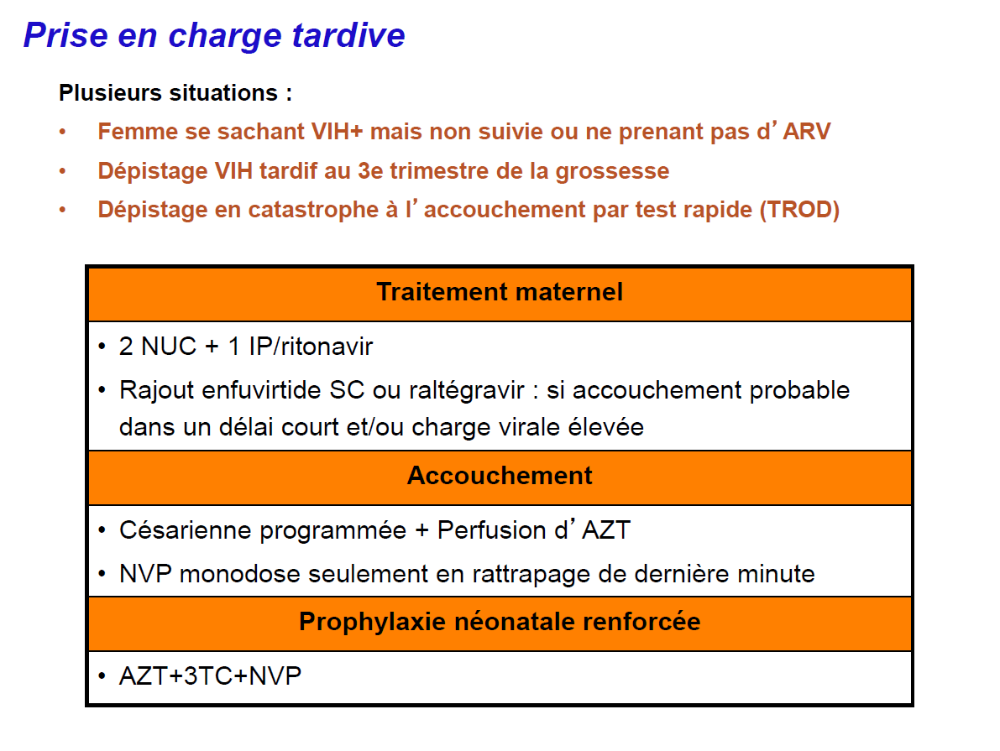 Prise en charge tardive
Plusieurs situations :
• Femme se sachant VIH+ mais non suivie ou ne prenant pas d’ ARV
• Dépistage VIH tardif au 3e trimestre de la grossesse
• Dépistage en catastrophe à l’ accouchement par test rapide (TROD)
Traitement maternel
• 2 NUC + 1 IP/ritonavir
• Rajout enfuvirtide SC ou raltégravir : si accouchement probable
dans un délai court et/ou charge virale élevée
Accouchement
• Césarienne programmée + Perfusion d’ AZT
• NVP monodose seulement en rattrapage de dernière minute
Prophylaxie néonatale renforcée
• AZT+3TC+NVP